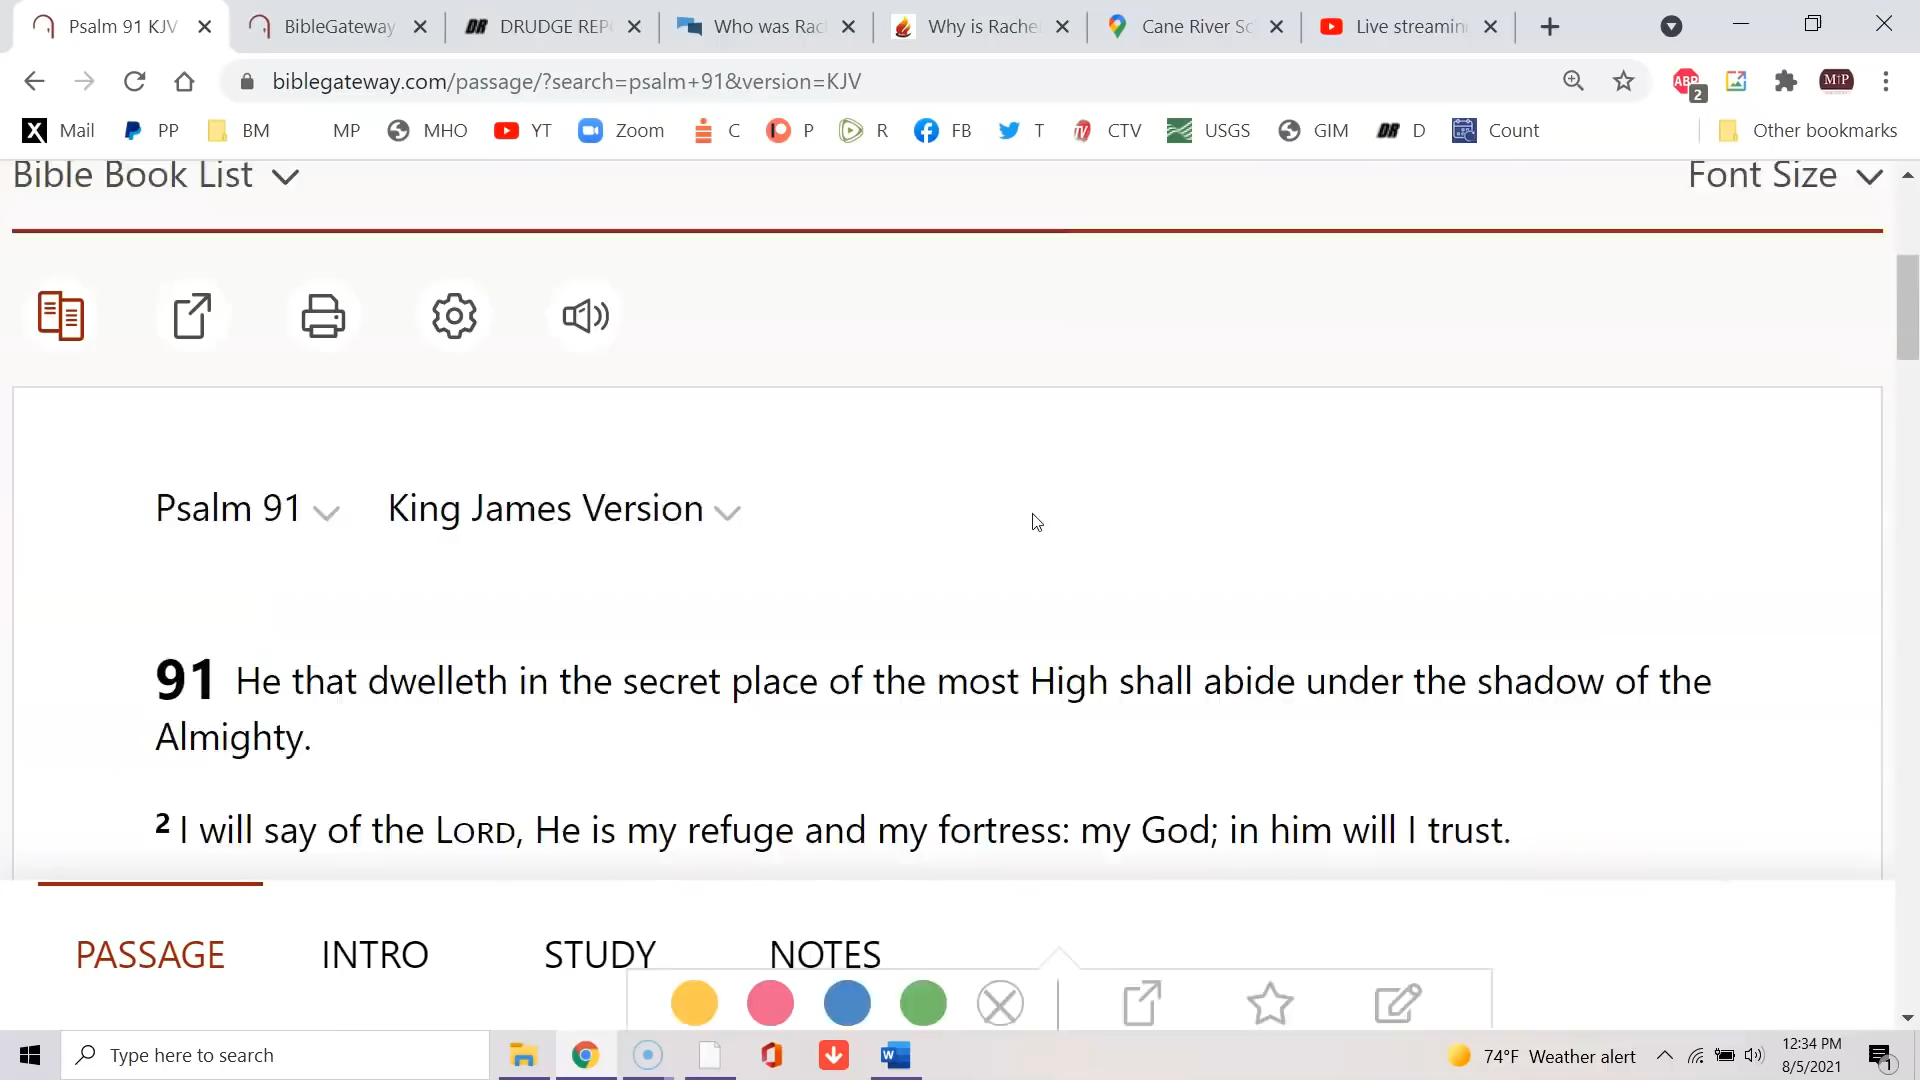 Psalm 91 KJV
BibleGateway
DRUDGE REP
Who was Rac
Why is Rache
Cane River Sc
Live streamin
biblegateway.com/passage/?search=psalm+91&version=KJV
ABP
2
M↑P
X Mail
PP
BM
MP
MHO
YT
Zoom
C
P
R
FB
T
CTV
USGS
GIM
DR D
Count
Other bookmarks
Bible Book List
Font Size
Psalm 91
King James Version
91 He that dwelleth in the secret place of the most High shall abide under the shadow of the
Almighty.
2 I will say of the LORD, He is my refuge and my fortress: my God; in him will I trust.
PASSAGE
INTRO
STUDY
NOTES
Type here to search
W
74°F Weather alert
12:34 PM
8/5/2021
1